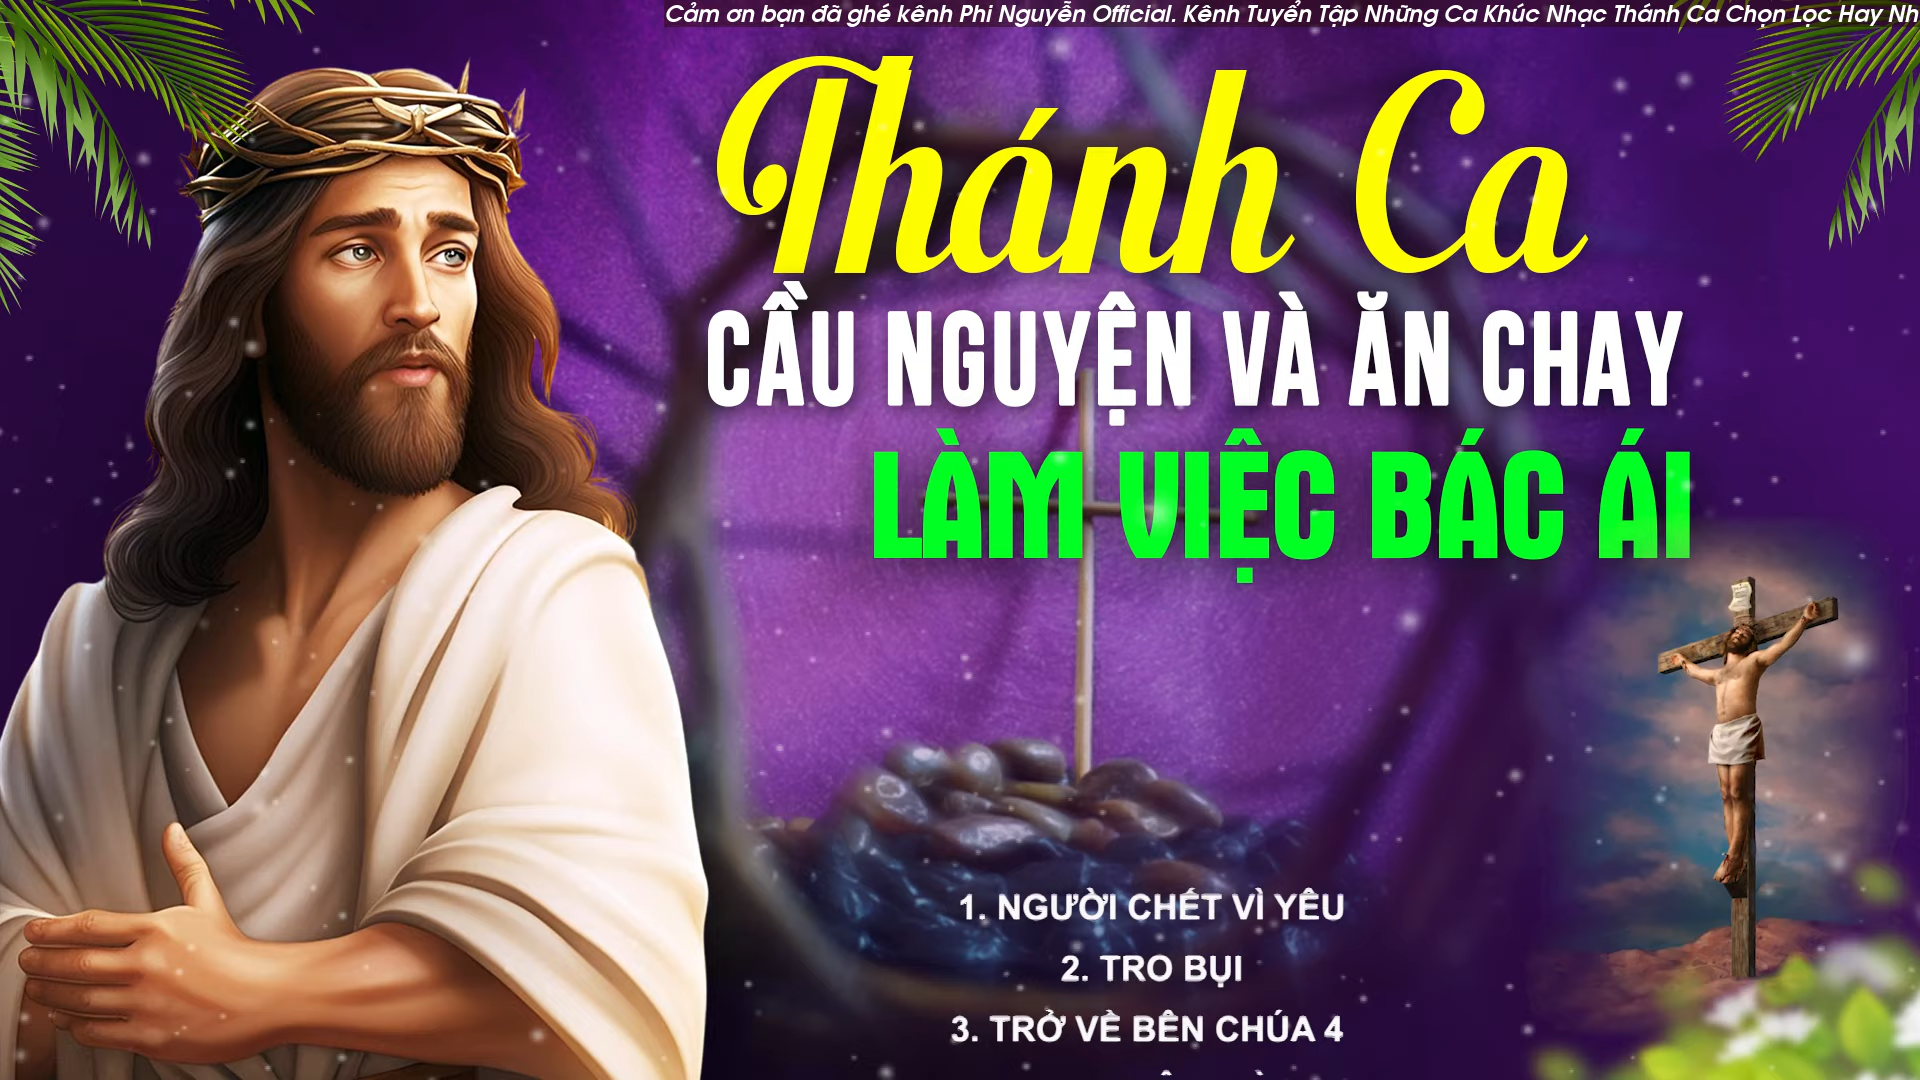 Cảm ơn bạn đã ghé kênh Phi Nguyễn Official. Kênh Tuyển Tập Những Ca Khúc Nhạc Thánh Ca Chọn Lọc Hay Nh
Thánh Ca
CẦU NGUYỆN VÀ ĂN CHAY
LÀM VIỆC BÁC ÁI
1. NGƯỜI CHẾT VÌ YÊU
2. TRO BỤI
3. TRỞ VỀ BÊN CHÚA 4